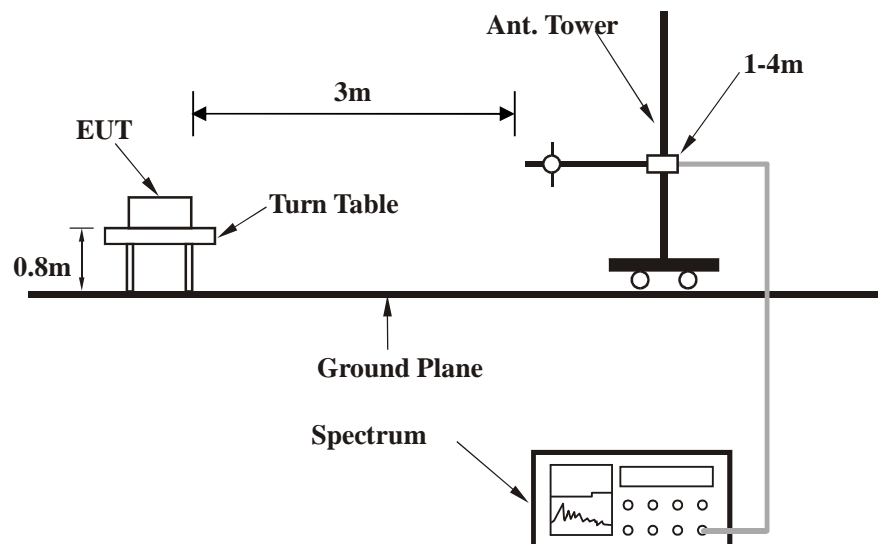 Ant. Tower
1-4m
3m
EUT
Turn Table
0.8m
Ground Plane
Spectrum